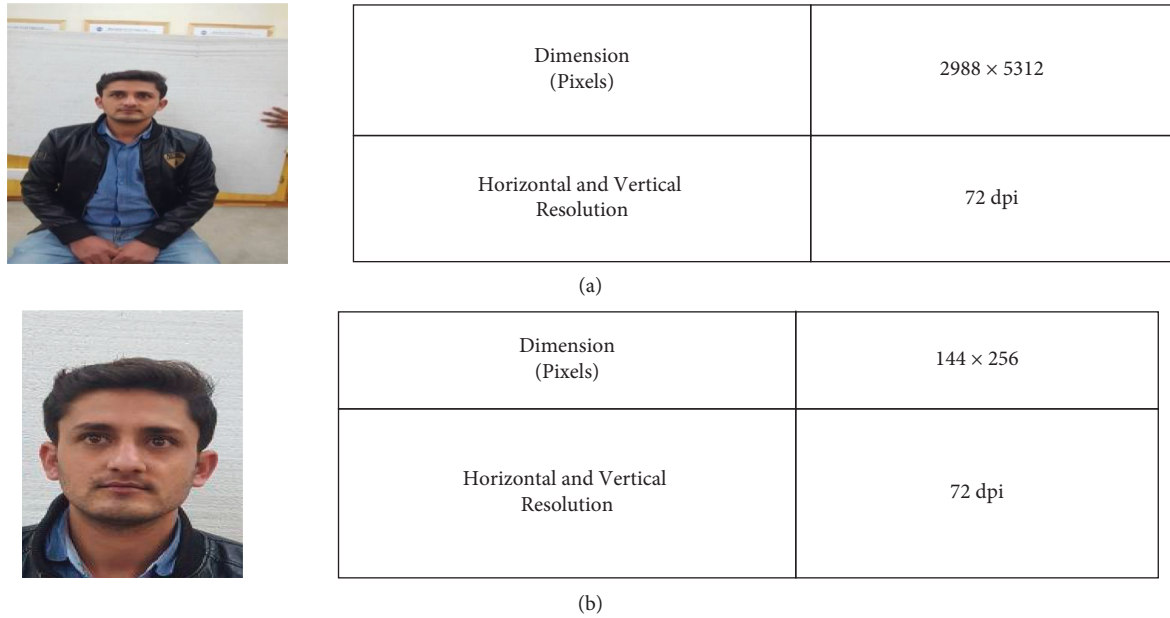 Dimension
(Pixels)
2988 × 5312
Horizontal and Vertical
Resolution
72 dpi
(a)
Dimension
(Pixels)
144 × 256
Horizontal and Vertical
Resolution
72 dpi
(b)